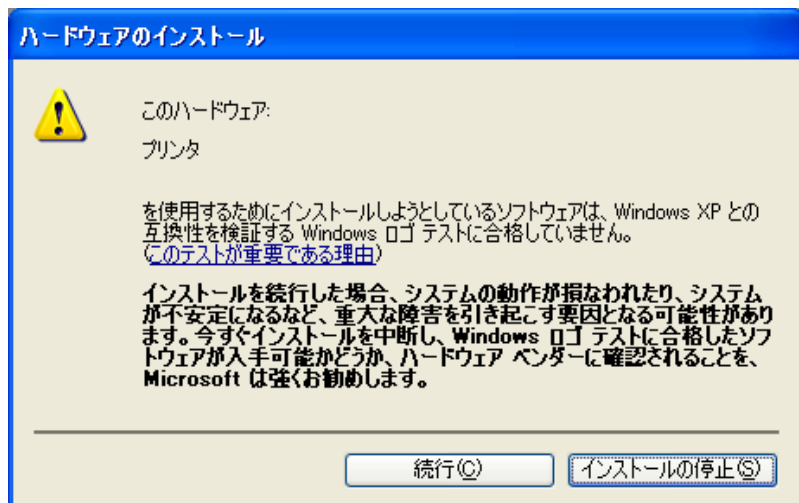 ハードウェアのインストール
このハードウェア:
プリンタ
を使用するためにインストールしようとしているソフトウェアは、Windows XP との
互換性を検証する Windows ロゴ テストに合格していません。
(このテストが重要である理由)
インストールを続行した場合、システムの動作が損なわれたり、システム
が不安定になるなど、重大な障害を引き起こす要因となる可能性があり
ます。今すぐインストールを中断し、Windows ロゴ テストに合格したソフ
トウェアが入手可能かどうか、ハードウェア ベンダーに確認されることを、
Microsoft は強くお勧めします。
続行(C) インストールの停止(S)